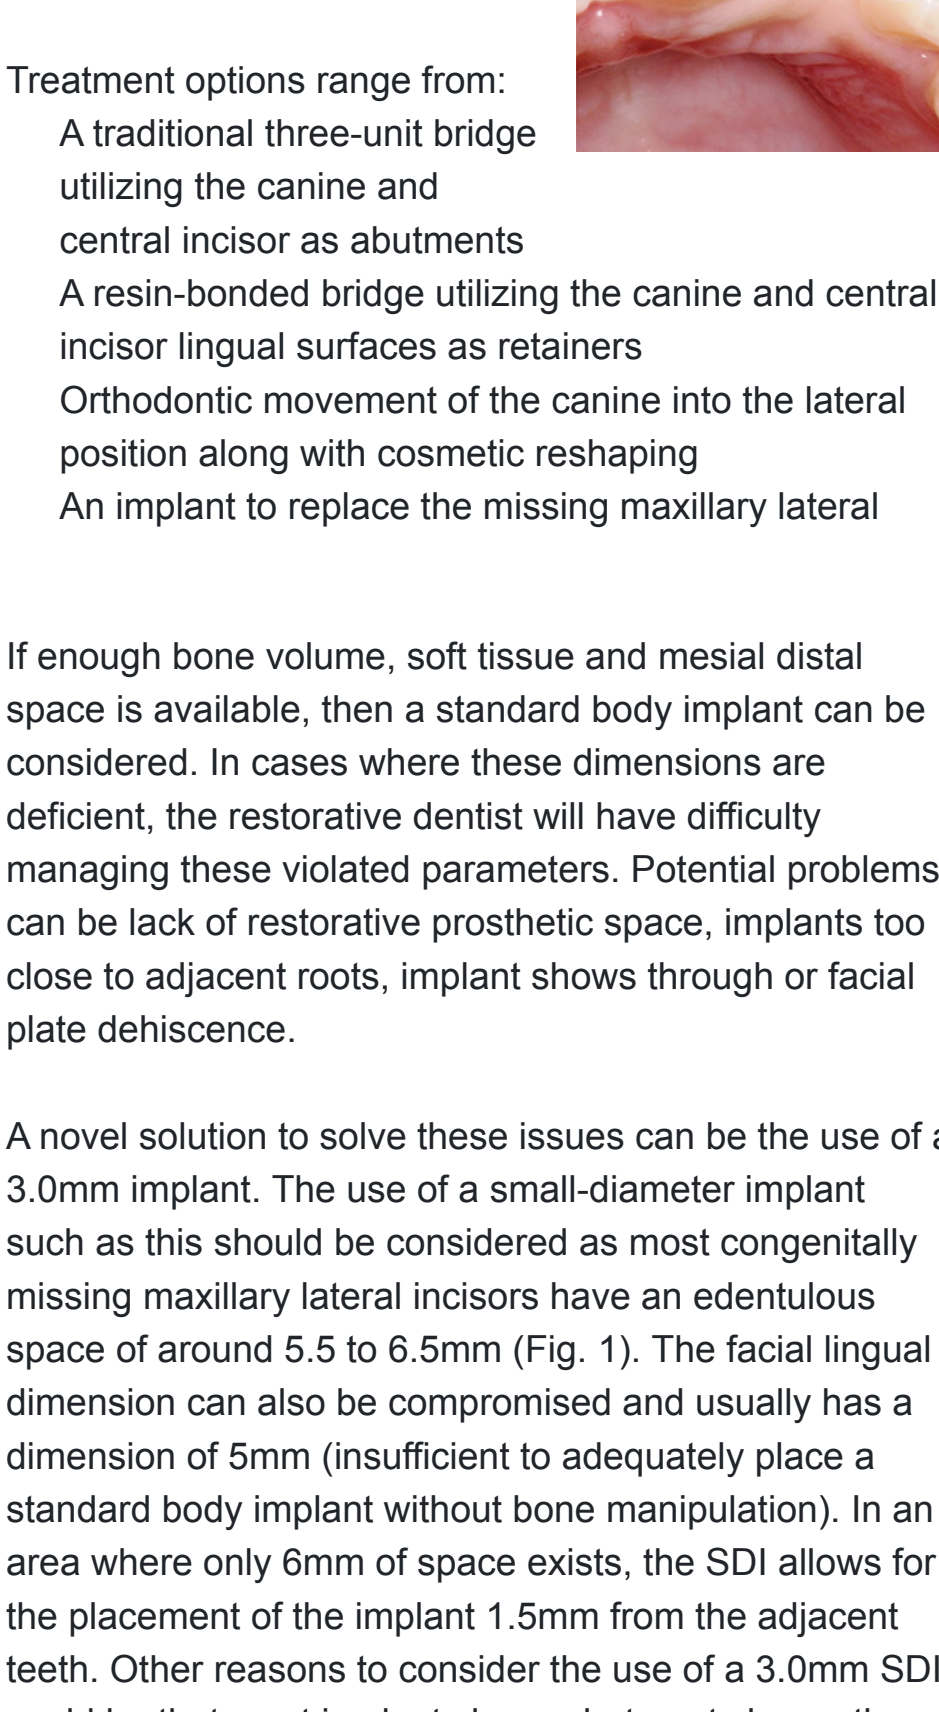 Treatment options range from:
A traditional three-unit bridge
utilizing the canine and
central incisor as abutments
A resin-bonded bridge utilizing the canine and central
incisor lingual surfaces as retainers
Orthodontic movement of the canine into the lateral
position along with cosmetic reshaping
An implant to replace the missing maxillary lateral
If enough bone volume, soft tissue and mesial distal
space is available, then a standard body implant can be
considered. In cases where these dimensions are
deficient, the restorative dentist will have difficulty
managing these violated parameters. Potential problems
can be lack of restorative prosthetic space, implants too
close to adjacent roots, implant shows through or facial
plate dehiscence.
A novel solution to solve these issues can be the use of a
3.0mm implant. The use of a small-diameter implant
such as this should be considered as most congenitally
missing maxillary lateral incisors have an edentulous
space of around 5.5 to 6.5mm (Fig. 1). The facial lingual
dimension can also be compromised and usually has a
dimension of 5mm (insufficient to adequately place a
standard body implant without bone manipulation). In an
area where only 6mm of space exists, the SDI allows for
the placement of the implant 1.5mm from the adjacent
teeth. Other reasons to consider the use of a 3.0mm SDI